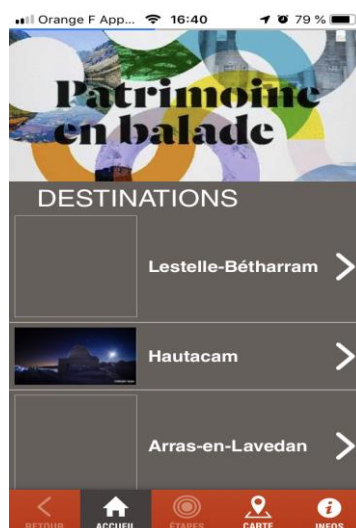 Orange F App... 16:40 79 %
Patrimoine
en balade
DESTINATIONS
Lestelle-Bétharram
Hautacam
Arras-en-Lavedan
RETOUR ACCUEIL ÉTAPES CARTE INFOS